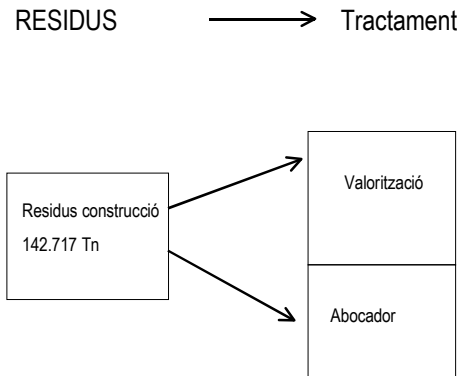 RESIDUS Tractament
Residus construcció
142.717 Tn
Valorització
Abocador